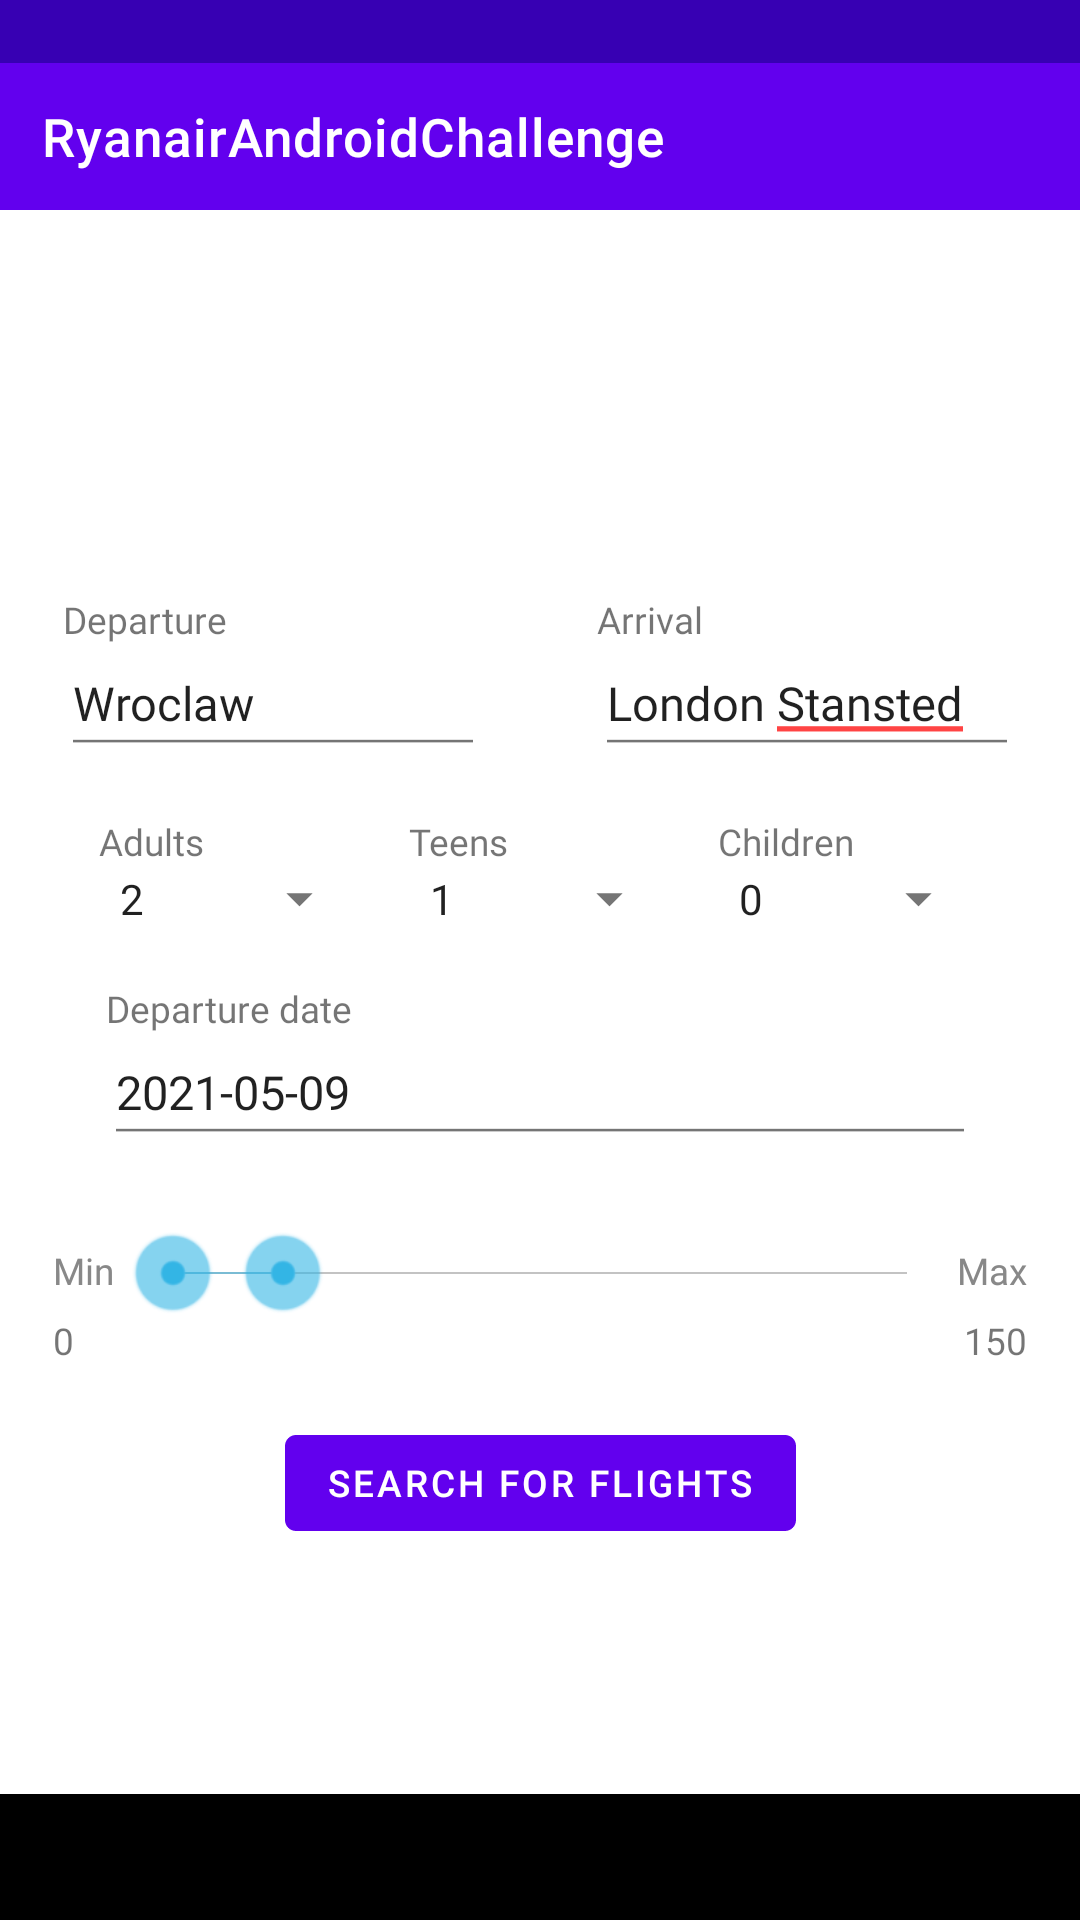 RyanairAndroidChallenge
Departure Arrival
Wroclaw London Stansted
Adults Teens Children
2 1 0
Departure date
2021-05-09
Min Max
0 150
SEARCH FOR FLIGHTS